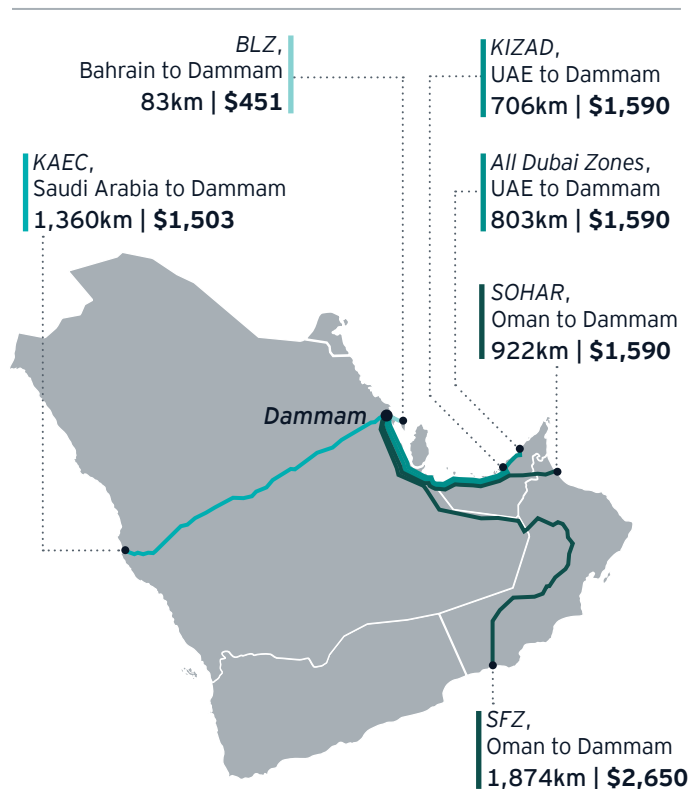 BLZ,
Bahrain to Dammam
83km | $451
KIZAD,
UAE to Dammam
706km | $1,590
KAEC,
Saudi Arabia to Dammam
1,360km | $1,503
All Dubai Zones,
UAE to Dammam
803km | $1,590
SOHAR,
Oman to Dammam
922km | $1,590
Dammam
SFZ,
Oman to Dammam
1,874km | $2,650